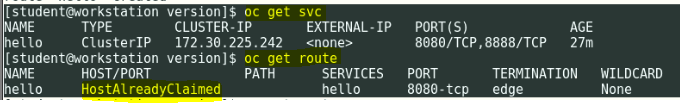 [student@workstation version]$ oc get svc
NAME TYPE CLUSTER-IP EXTERNAL-IP PORT(S) AGE
hello ClusterIP 172.30.225.242 <none> 8080/TCP,8888/TCP 27m
[student@workstation version]$ oc get route
NAME HOST/PORT PATH SERVICES PORT TERMINATION WILDCARD
hello HostAlreadyClaimed hello 8080-tcp edge None